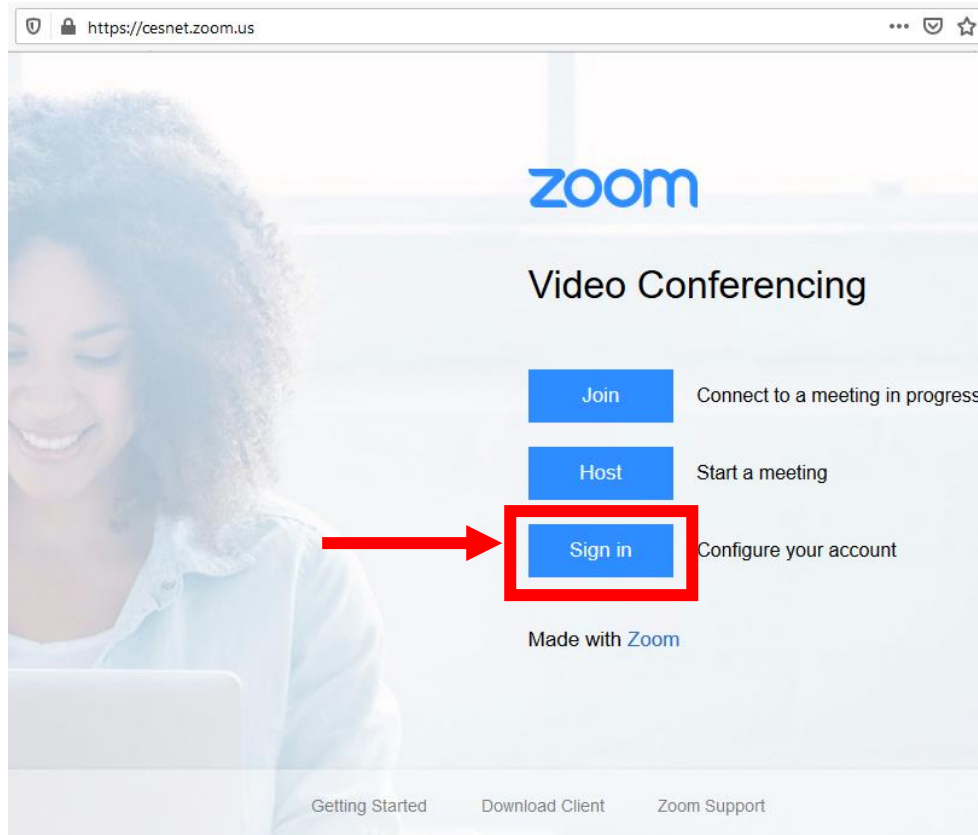 https://cesnet.zoom.us
zoom
Video Conferencing
Join Connect to a meeting in progress
Host Start a meeting
Sign in Configure your account
Made with Zoom
Getting Started Download Client Zoom Support